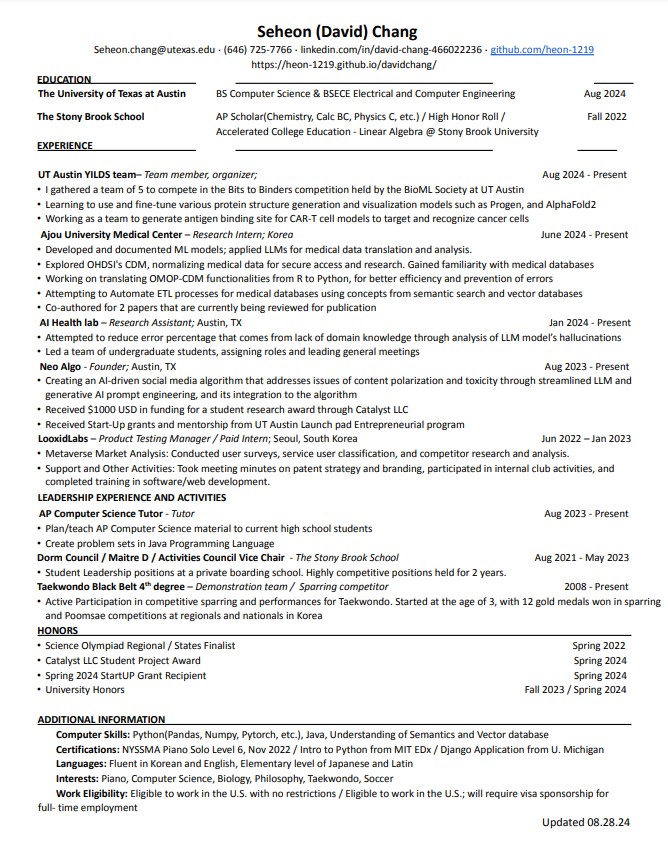 Seheon (David) Chang
Seheon.chang@utexas.edu · (646) 725-7766 · linkedin.com/in/david-chang-466022236 · github.com/heon-1219
https://heon-1219.github.io/davidchang/
EDUCATION
The University of Texas at Austin BS Computer Science & BSECE Electrical and Computer Engineering Aug 2024
The Stony Brook School AP Scholar(Chemistry, Calc BC, Physics C, etc.) / High Honor Roll / Fall 2022
Accelerated College Education - Linear Algebra @ Stony Brook University
EXPERIENCE
UT Austin YILDS team– Team member, organizer; Aug 2024 - Present
• I gathered a team of 5 to compete in the Bits to Binders competition held by the BioML Society at UT Austin
• Learning to use and fine-tune various protein structure generation and visualization models such as Progen, and AlphaFold2
• Working as a team to generate antigen binding site for CAR-T cell models to target and recognize cancer cells
Ajou University Medical Center – Research Intern; Korea June 2024 - Present
• Developed and documented ML models; applied LLMs for medical data translation and analysis.
• Explored OHDSI's CDM, normalizing medical data for secure access and research. Gained familiarity with medical databases
• Working on translating OMOP-CDM functionalities from R to Python, for better efficiency and prevention of errors
• Attempting to Automate ETL processes for medical databases using concepts from semantic search and vector databases
• Co-authored for 2 papers that are currently being reviewed for publication
AI Health lab – Research Assistant; Austin, TX Jan 2024 - Present
• Attempted to reduce error percentage that comes from lack of domain knowledge through analysis of LLM model's hallucinations
• Led a team of undergraduate students, assigning roles and leading general meetings
Neo Algo - Founder; Austin, TX Aug 2023 - Present
• Creating an AI-driven social media algorithm that addresses issues of content polarization and toxicity through streamlined LLM and
generative AI prompt engineering, and its integration to the algorithm
• Received $1000 USD in funding for a student research award through Catalyst LLC
• Received Start-Up grants and mentorship from UT Austin Launch pad Entrepreneurial program
LooxidLabs – Product Testing Manager / Paid Intern; Seoul, South Korea Jun 2022 – Jan 2023
• Metaverse Market Analysis: Conducted user surveys, service user classification, and competitor research and analysis.
• Support and Other Activities: Took meeting minutes on patent strategy and branding, participated in internal club activities, and
completed training in software/web development.
LEADERSHIP EXPERIENCE AND ACTIVITIES
AP Computer Science Tutor - Tutor Aug 2023 - Present
• Plan/teach AP Computer Science material to current high school students
• Create problem sets in Java Programming Language
Dorm Council / Maitre D / Activities Council Vice Chair - The Stony Brook School Aug 2021 - May 2023
• Student Leadership positions at a private boarding school. Highly competitive positions held for 2 years.
Taekwondo Black Belt 4th degree – Demonstration team / Sparring competitor 2008 - Present
• Active Participation in competitive sparring and performances for Taekwondo. Started at the age of 3, with 12 gold medals won in sparring
and Poomsae competitions at regionals and nationals in Korea
HONORS
• Science Olympiad Regional / States Finalist Spring 2022
• Catalyst LLC Student Project Award Spring 2024
• Spring 2024 StartUP Grant Recipient Spring 2024
• University Honors Fall 2023 / Spring 2024
ADDITIONAL INFORMATION
Computer Skills: Python(Pandas, Numpy, Pytorch, etc.), Java, Understanding of Semantics and Vector database
Certifications: NYSSMA Piano Solo Level 6, Nov 2022 / Intro to Python from MIT EDx / Django Application from U. Michigan
Languages: Fluent in Korean and English, Elementary level of Japanese and Latin
Interests: Piano, Computer Science, Biology, Philosophy, Taekwondo, Soccer
Work Eligibility: Eligible to work in the U.S. with no restrictions / Eligible to work in the U.S.; will require visa sponsorship for
full- time employment
Updated 08.28.24